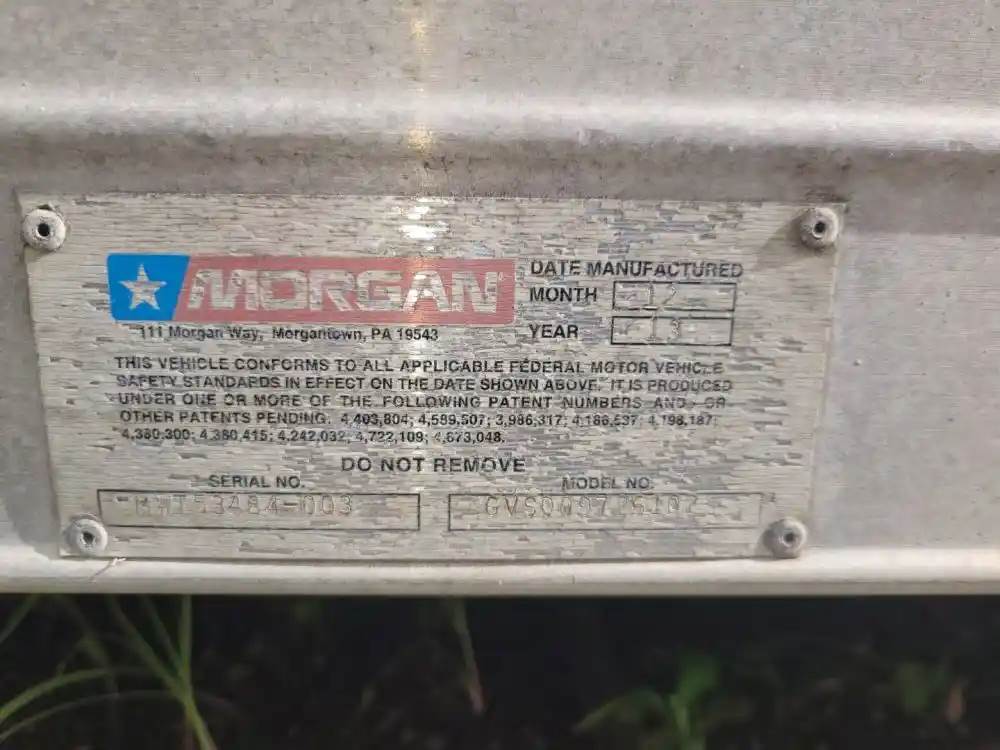 MORGAN
111 Morgan Way, Morgantown, PA 19543
DATE MANUFACTURED
MONTH 12
YEAR 13
THIS VEHICLE CONFORMS TO ALL APPLICABLE FEDERAL MOTOR VEHICLE
SAFETY STANDARDS IN EFFECT ON THE DATE SHOWN ABOVE. IT IS PRODUCED
UNDER ONE OR MORE OF THE FOLLOWING PATENT NUMBERS AND OR
OTHER PATENTS PENDING: 4,403,804; 4,589,507; 3,986,317; 4,186,537; 4,198,187;
4,380,300; 4,380,415; 4,242,032; 4,722,109; 4,673,048.
DO NOT REMOVE
SERIAL NO.
MODEL NO.